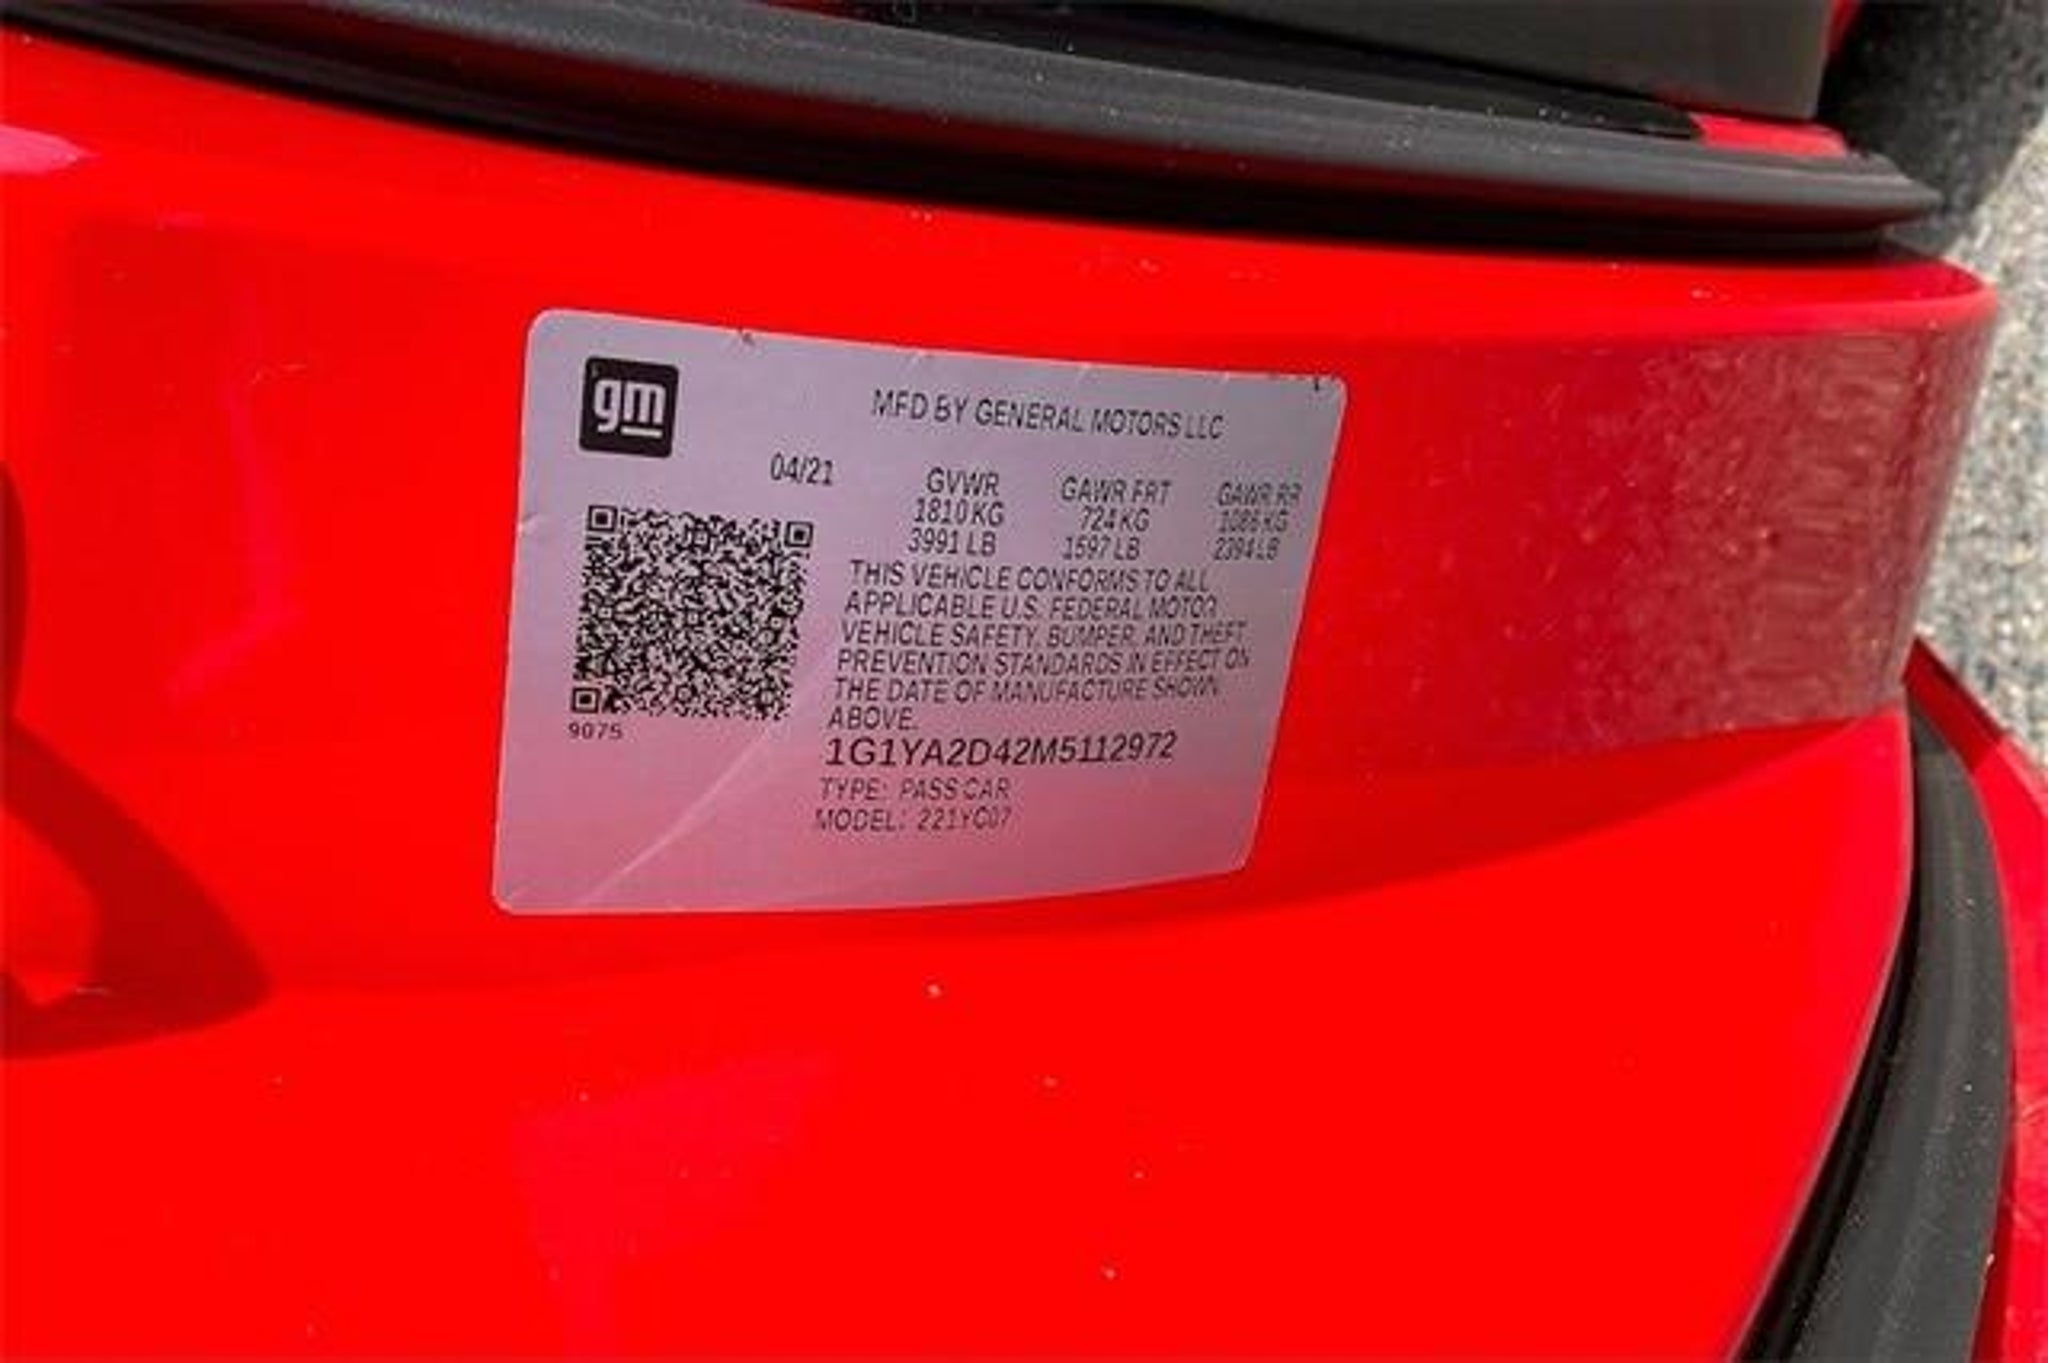 gm
MFD BY GENERAL MOTORS LLC
04/21
GVWR GAWR FRT GAWR RR
1810 KG 724 KG 1086 KG
3991 LB 1597 LB 2394 LB
THIS VEHICLE CONFORMS TO ALL
APPLICABLE U.S. FEDERAL MOTOR
VEHICLE SAFETY, BUMPER, AND THEFT
PREVENTION STANDARDS IN EFFECT ON
THE DATE OF MANUFACTURE SHOWN
ABOVE.
9075
1G1YA2D42M5112972
TYPE: PASS CAR
MODEL: 221YC07